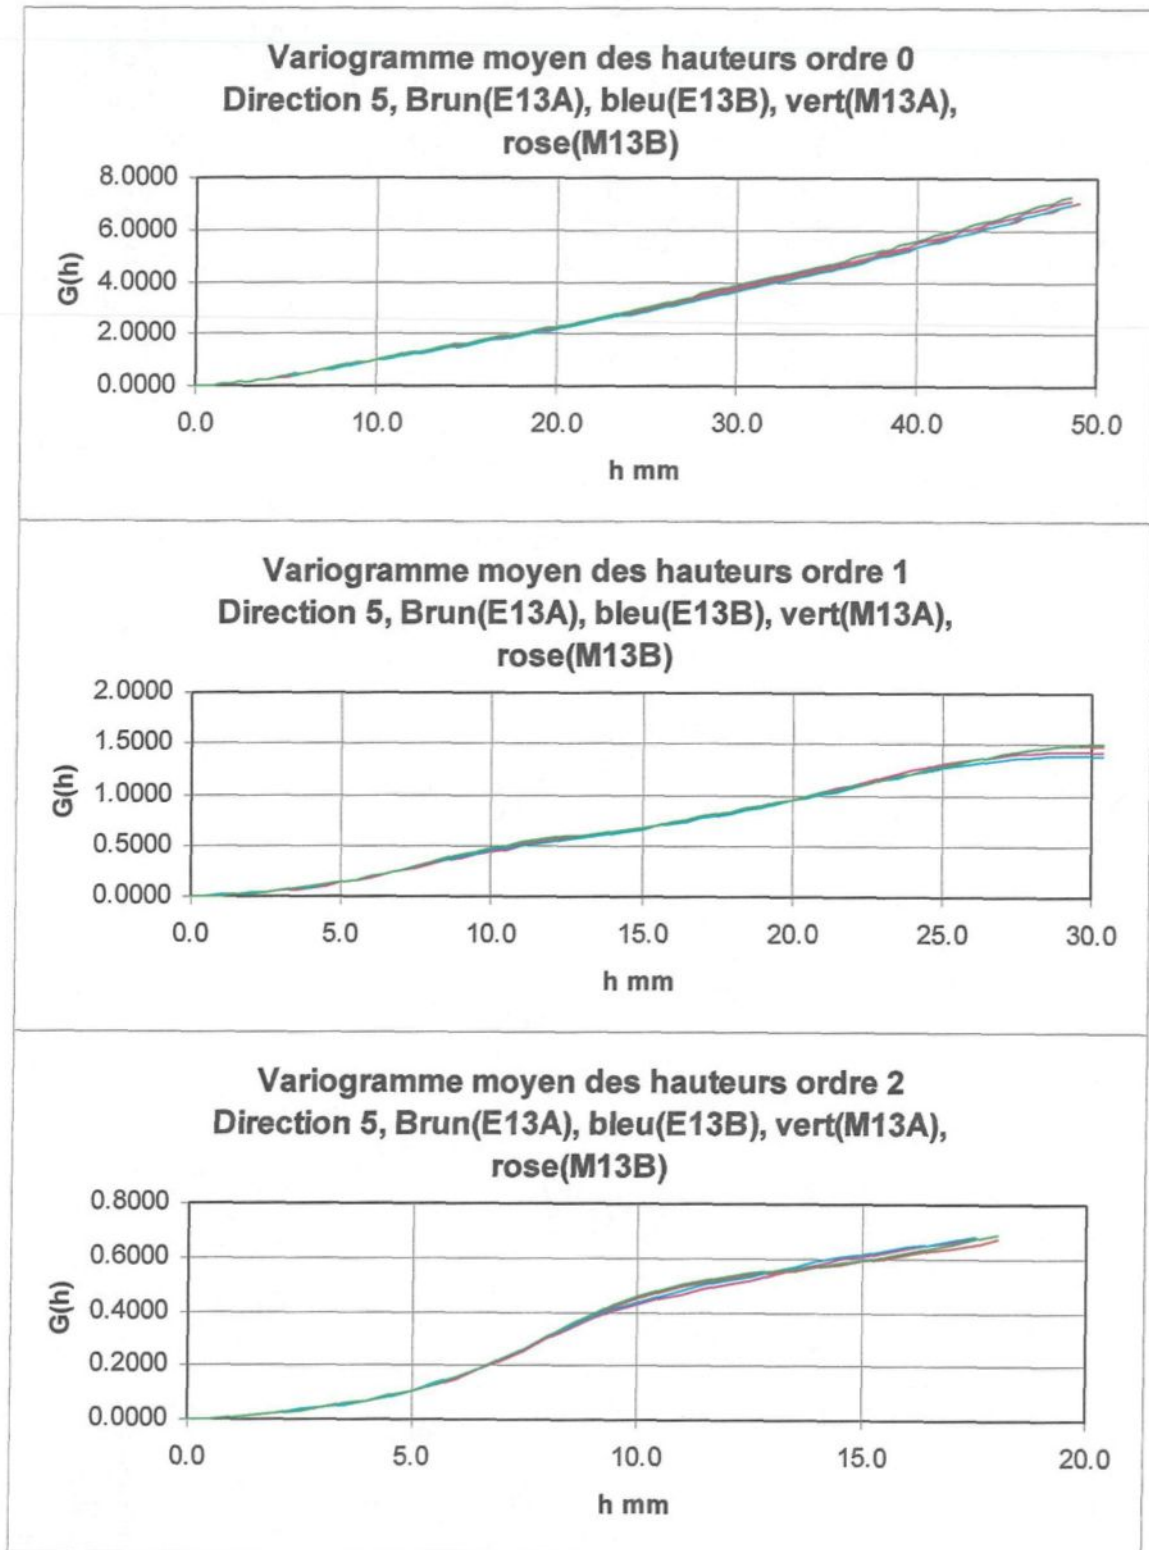 Variogramme moyen des hauteurs ordre 0
Direction 5, Brun(E13A), bleu(E13B), vert(M13A),
rose(M13B)
8.0000
6.0000
4.0000
2.0000
0.0000
G(h)
0.0 10.0 20.0 30.0 40.0 50.0
h mm
Variogramme moyen des hauteurs ordre 1
Direction 5, Brun(E13A), bleu(E13B), vert(M13A),
rose(M13B)
2.0000
1.5000
1.0000
0.5000
0.0000
G(h)
0.0 5.0 10.0 15.0 20.0 25.0 30.0
h mm
Variogramme moyen des hauteurs ordre 2
Direction 5, Brun(E13A), bleu(E13B), vert(M13A),
rose(M13B)
0.8000
0.6000
0.4000
0.2000
0.0000
G(h)
0.0 5.0 10.0 15.0 20.0
h mm